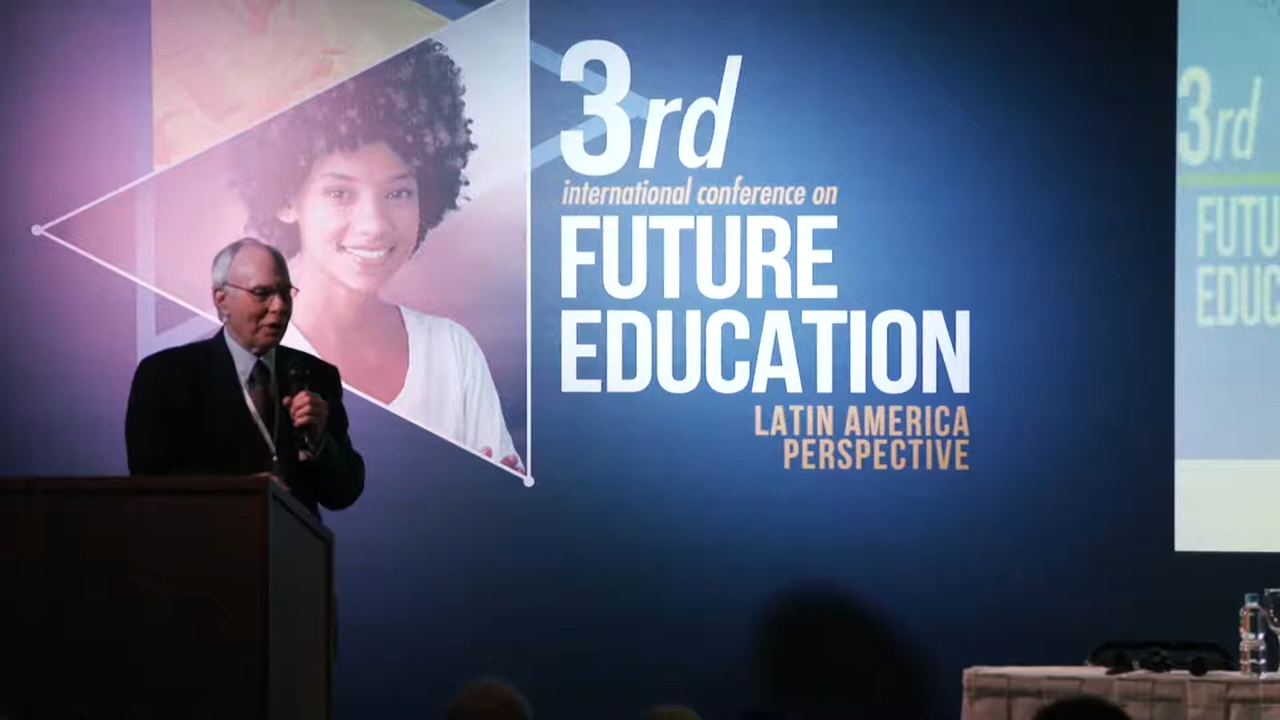 3rd
international conference on
FUTURE
EDUCATION
LATIN AMERICA
PERSPECTIVE
3rd